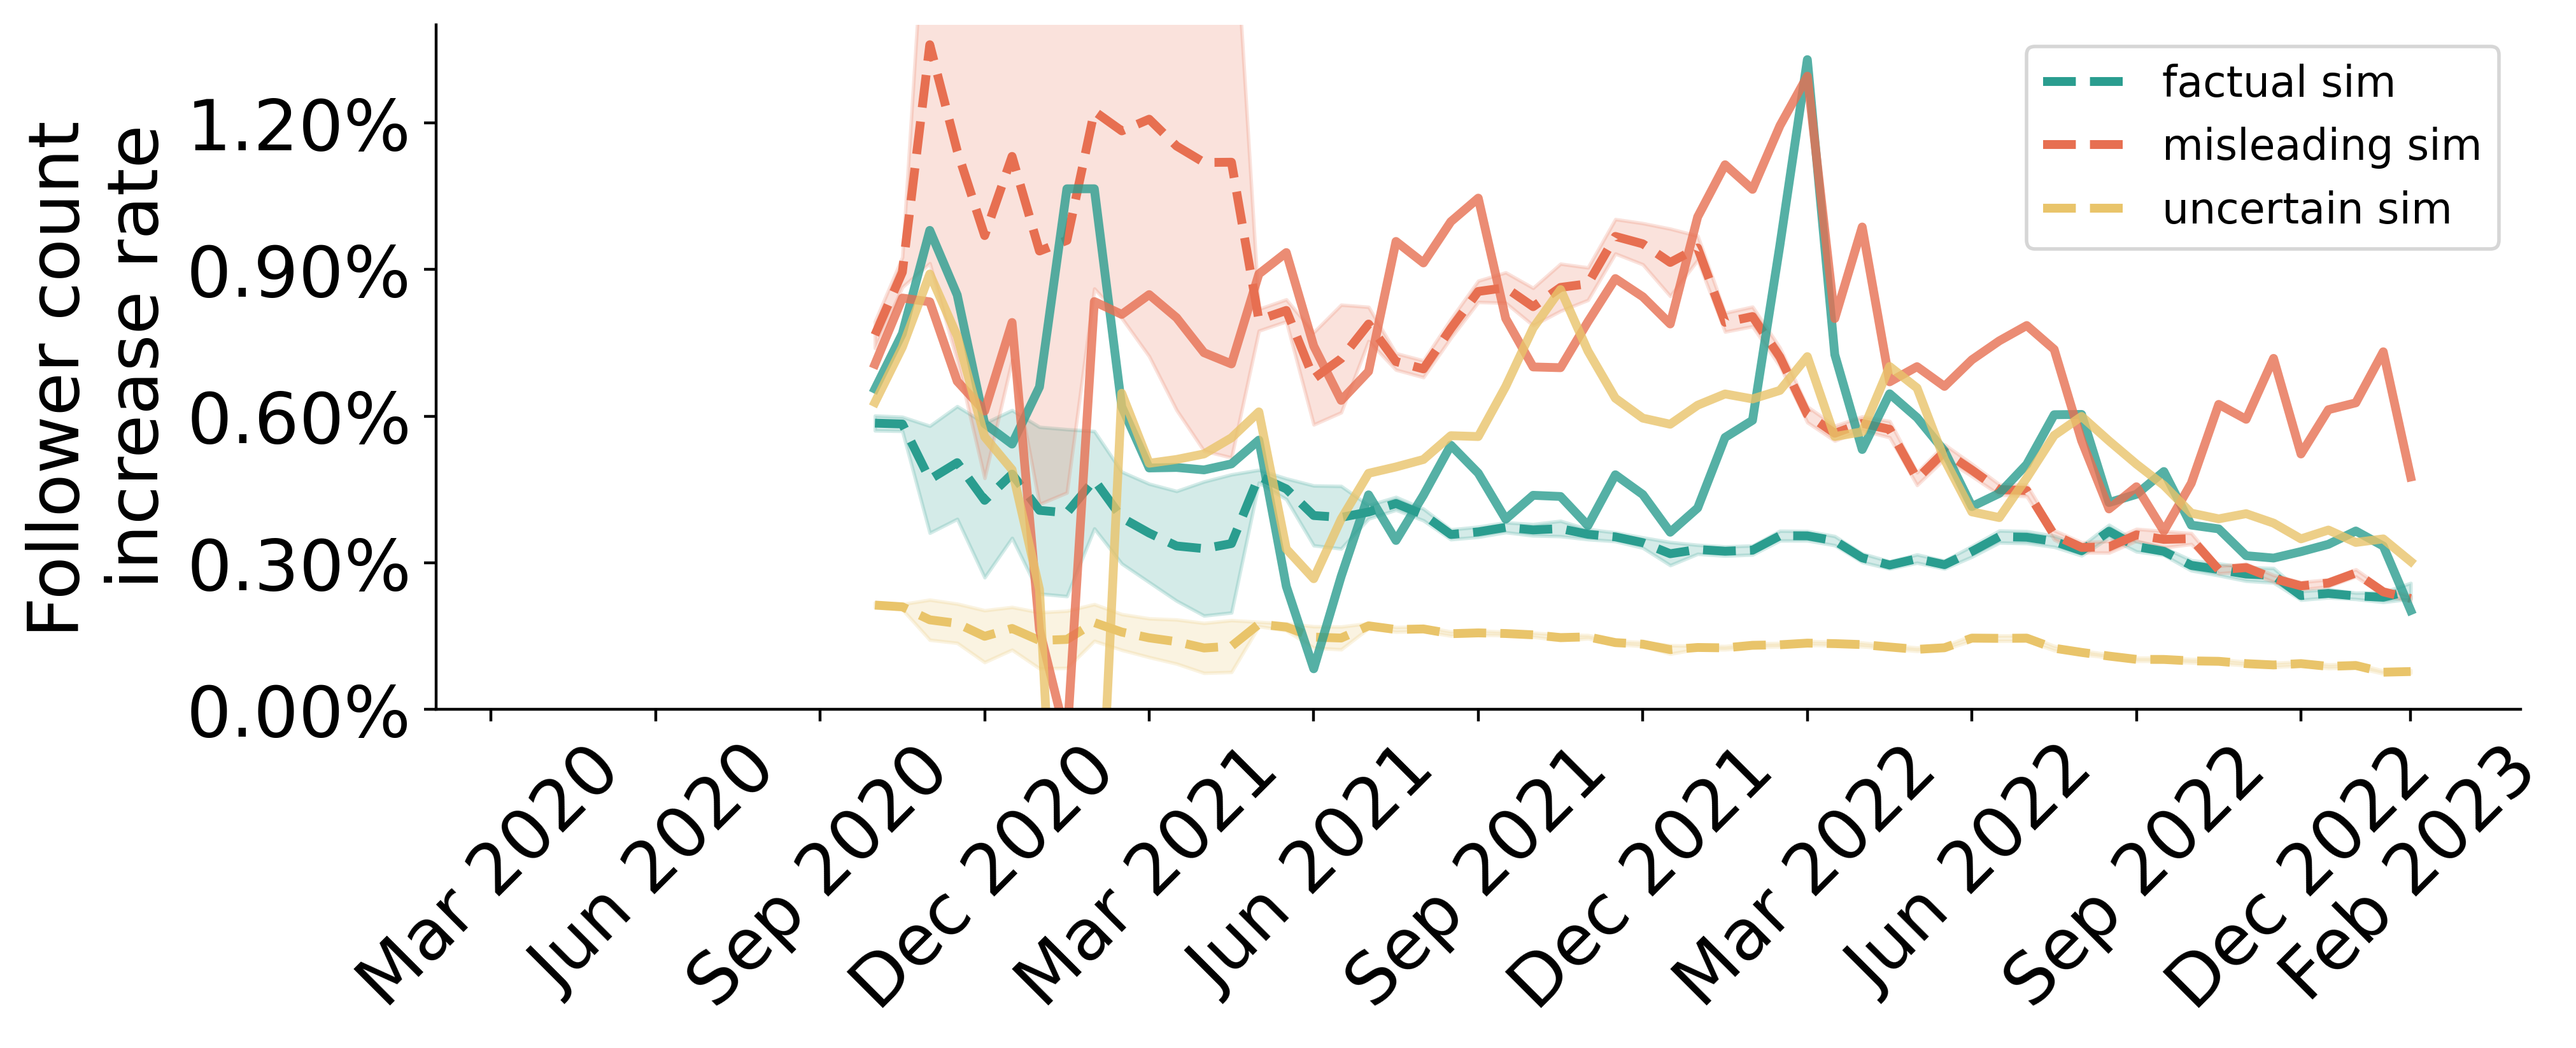 Follower count
increase rate
1.20%
0.90%
0.60%
0.30%
0.00%
factual sim
misleading sim
uncertain sim
Mar 2020
Jun 2020
Sep 2020
Dec 2020
Mar 2021
Jun 2021
Sep 2021
Dec 2021
Mar 2022
Jun 2022
Sep 2022
Dec 2022
Feb 2023